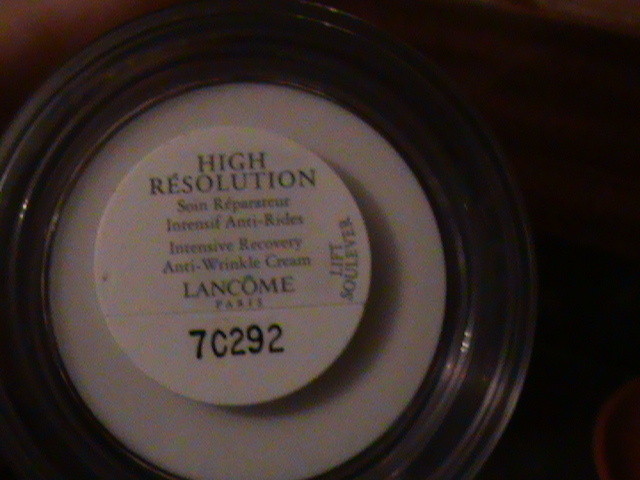 HIGH
RÉSOLUTION
Soin Réparateur
Intensif Anti-Rides
Intensive Recovery
Anti-Wrinkle Cream
LANCÔME
PARIS
7C292
LIFT
SOULEVER